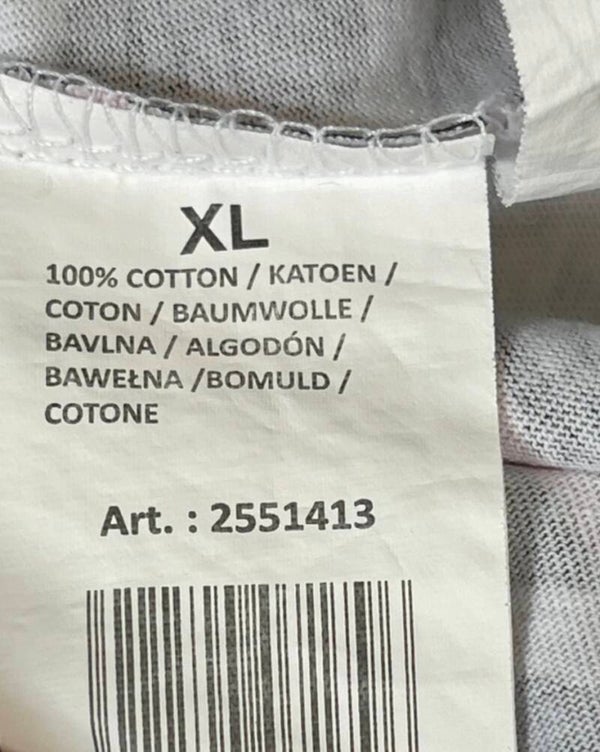 XL
100% COTTON / KATOEN /
COTON / BAUMWOLLE /
BAVLNA / ALGODÓN /
BAWEŁNA /BOMULD /
COTONE
Art. : 2551413